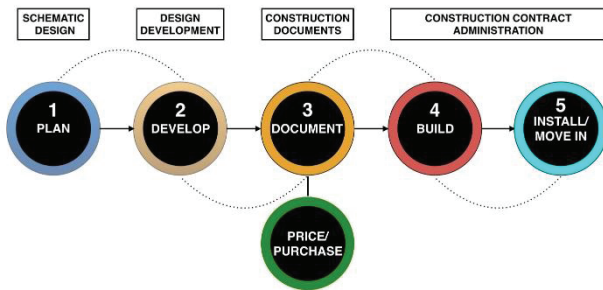 SCHEMATIC
DESIGN
DESIGN
DEVELOPMENT
CONSTRUCTION
DOCUMENTS
CONSTRUCTION CONTRACT
ADMINISTRATION
1
PLAN
2
DEVELOP
3
DOCUMENT
4
BUILD
5
INSTALL/
MOVE IN
PRICE/
PURCHASE